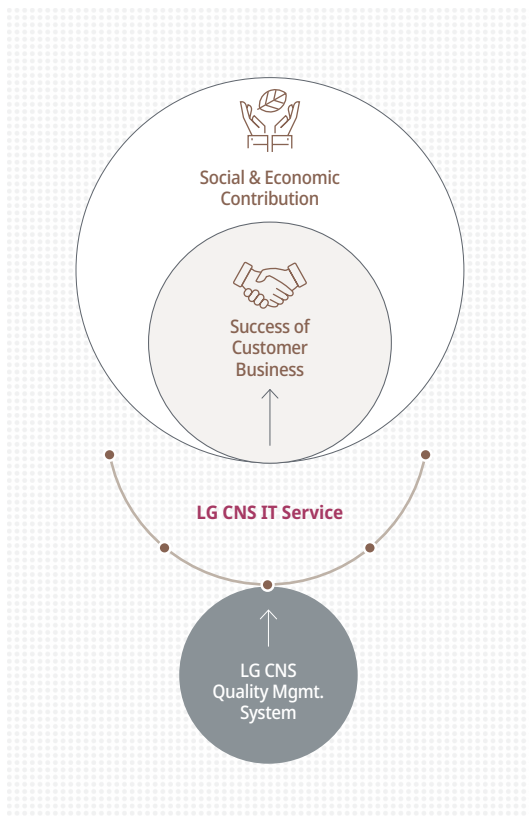 Social & Economic
Contribution
Success of
Customer
Business
LG CNS IT Service
LG CNS
Quality Mgmt.
System